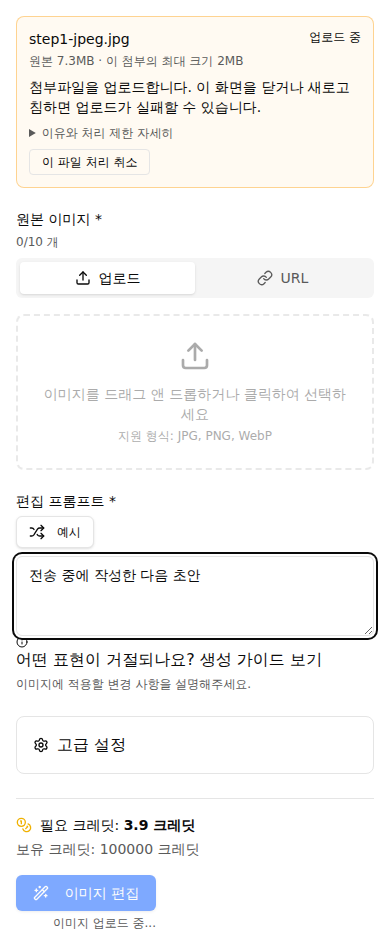 step1-jpeg.jpg
업로드 중
원본 7.3MB · 이 첨부의 최대 크기 2MB
첨부파일을 업로드합니다. 이 화면을 닫거나 새로고
침하면 업로드가 실패할 수 있습니다.
▶ 이유와 처리 제한 자세히
이 파일 처리 취소
원본 이미지 *
0/10 개
업로드
URL
이미지를 드래그 앤 드롭하거나 클릭하여 선택하
세요
지원 형식: JPG, PNG, WebP
편집 프롬프트 *
예시
전송 중에 작성한 다음 초안
어떤 표현이 거절되나요? 생성 가이드 보기
이미지에 적용할 변경 사항을 설명해주세요.
고급 설정
필요 크레딧: 3.9 크레딧
보유 크레딧: 100000 크레딧
이미지 편집
이미지 업로드 중...